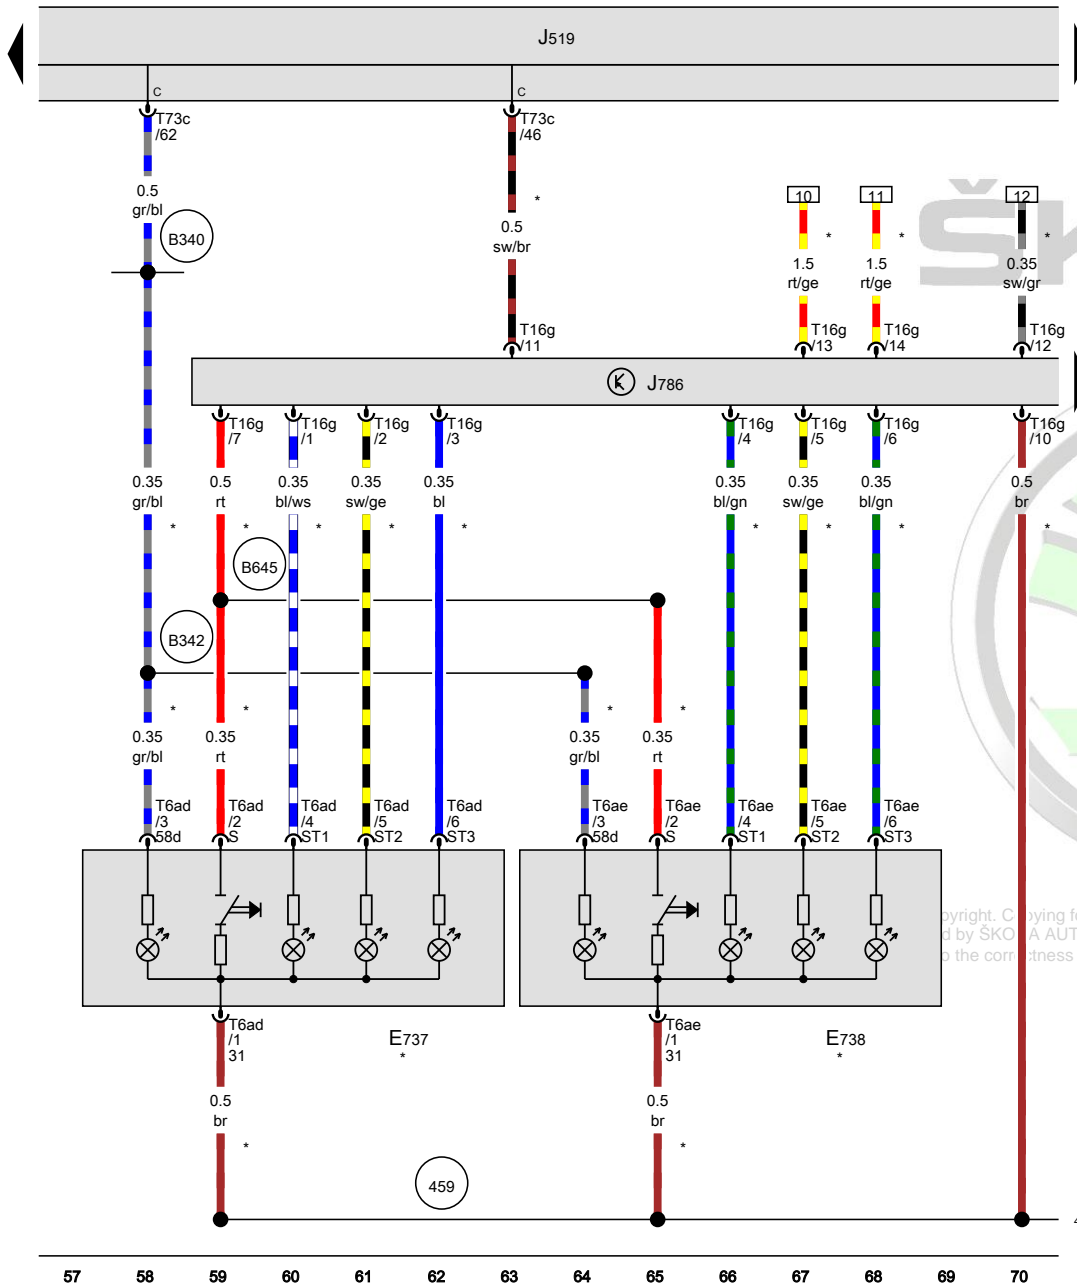 J519
c
c
T73c
/62
T73c
/46
0.5
gr/bl
B340
*
0.5
sw/br
10
11
12
*
*
*
1.5
rt/ge
1.5
rt/ge
0.35
sw/gr
ŠK
T16g
/11
T16g
/13
T16g
/14
T16g
/12
J786
T16g
/7
T16g
/1
T16g
/2
T16g
/3
T16g
/4
T16g
/5
T16g
/6
T16g
/10
0.35
gr/bl
0.5
rt
0.35
bl/ws
0.35
sw/ge
0.35
bl
0.35
bl/gn
0.35
sw/ge
0.35
bl/gn
0.5
br
* * * * * * * * *
B645
B342
* * * *
0.35
gr/bl
0.35
rt
0.35
gr/bl
0.35
rt
T6ad
/3
58d
T6ad
/2
S
T6ad
/4
ST1
T6ad
/5
ST2
T6ad
/6
ST3
T6ae
/3
58d
T6ae
/2
S
T6ae
/4
ST1
T6ae
/5
ST2
T6ae
/6
ST3
T6ad
/1
31
E737
*
T6ae
/1
31
E738
*
0.5
br
*
0.5
br
*
459
57 58 59 60 61 62 63 64 65 66 67 68 69 70